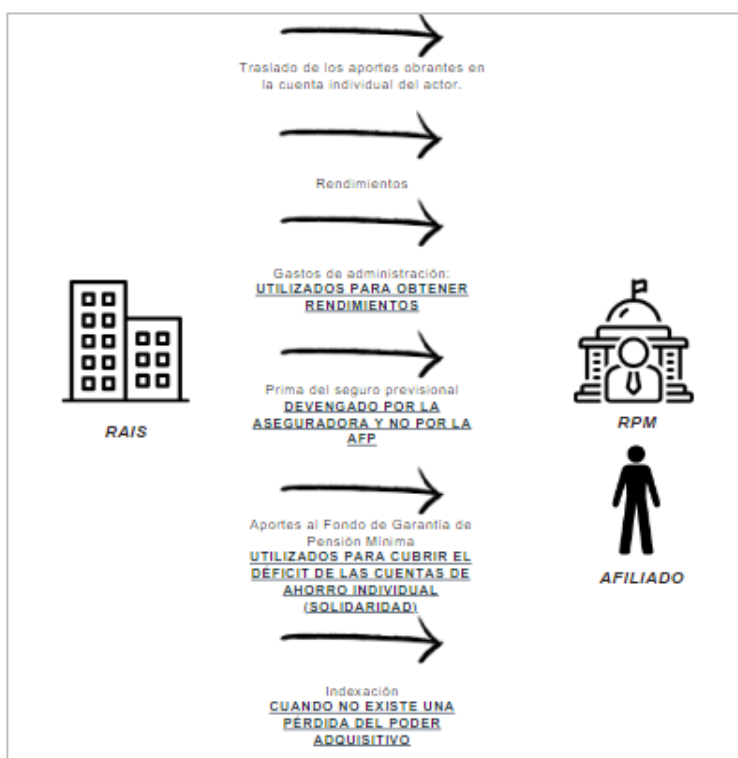 Traslado de los aportes obrantes en
la cuenta individual del actor.
Rendimientos
Gastos de administración:
UTILIZADOS PARA OBTENER
RENDIMIENTOS
Prima del seguro previsional
DEVENGADO POR LA
ASEGURADORA Y NO POR LA
AFP
RAIS
RPM
Aportes al Fondo de Garantía de
Pensión Mínima
UTILIZADOS PARA CUBRIR EL
DÉFICIT DE LAS CUENTAS DE
AHORRO INDIVIDUAL
(SOLIDARIDAD)
AFILIADO
Indexación
CUANDO NO EXISTE UNA
PÉRDIDA DEL PODER
ADQUISITIVO